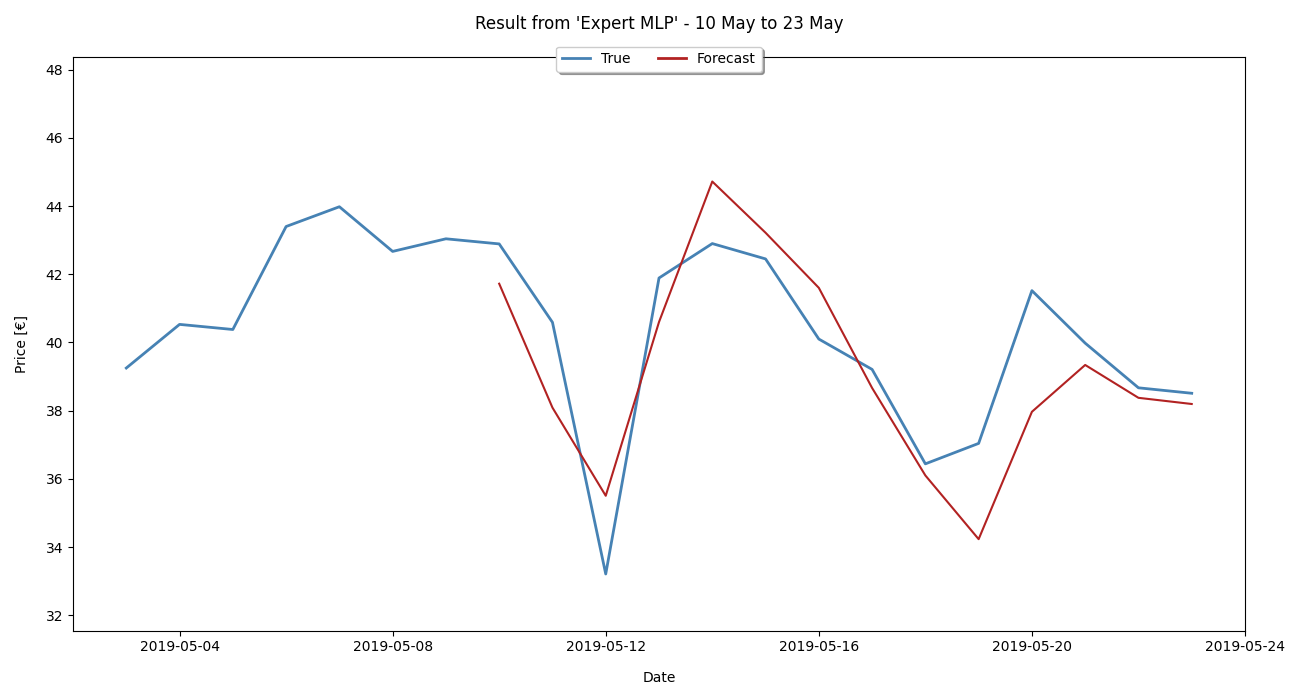 Result from 'Expert MLP' - 10 May to 23 May
True Forecast
48
46
44
42
40
38
36
34
32
Price [€]
2019-05-04 2019-05-08 2019-05-12 2019-05-16 2019-05-20 2019-05-24
Date